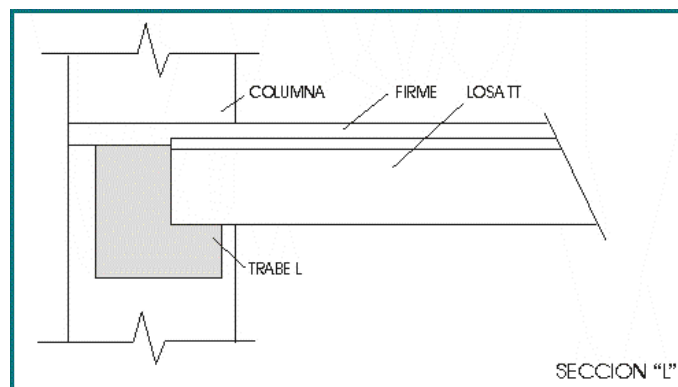 COLUMNA
FIRME
LOSA TT
TRABE L
SECCION "L"